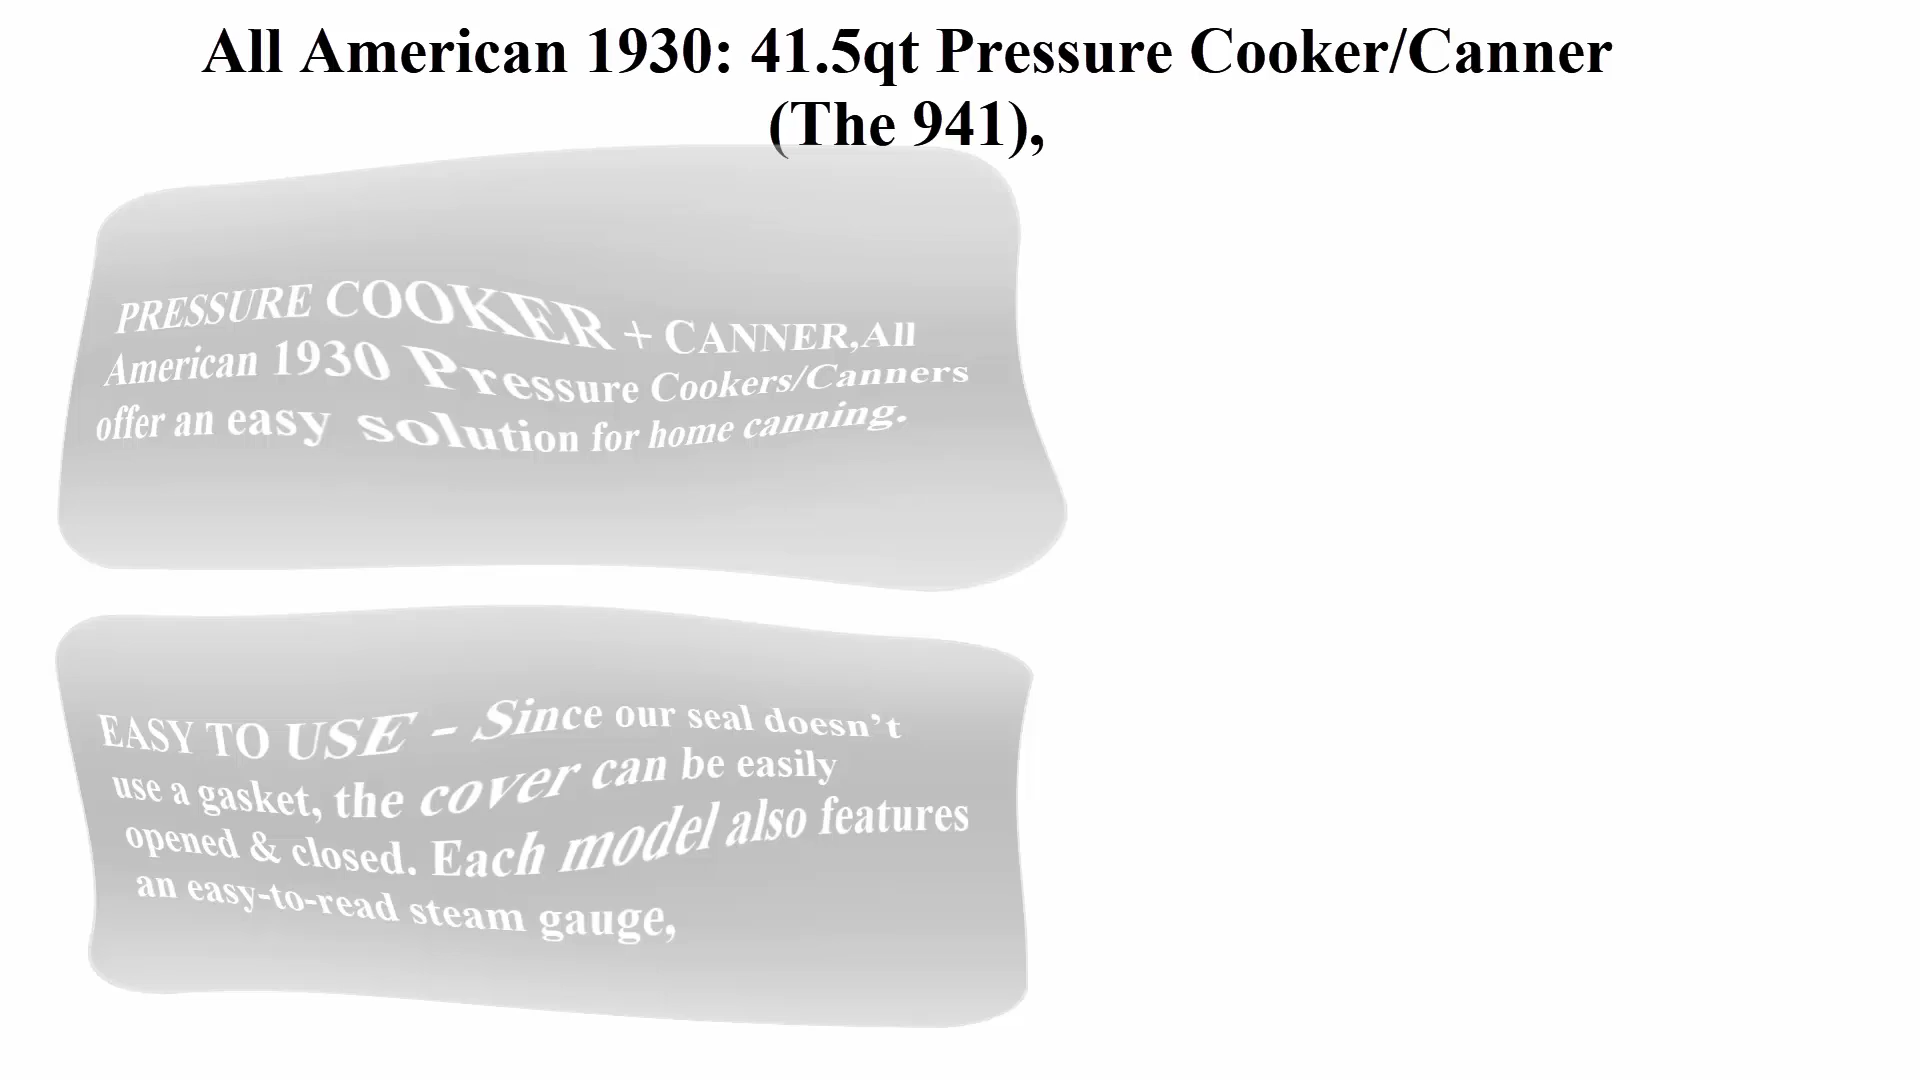 All American 1930: 41.5qt Pressure Cooker/Canner
(The 941),
PRESSURE COOKER + CANNER,All
American 1930 Pressure Cookers/Canners
offer an easy solution for home canning.
EASY TO USE - Since our seal doesn’t
use a gasket, the cover can be easily
opened & closed. Each model also features
an easy-to-read steam gauge,